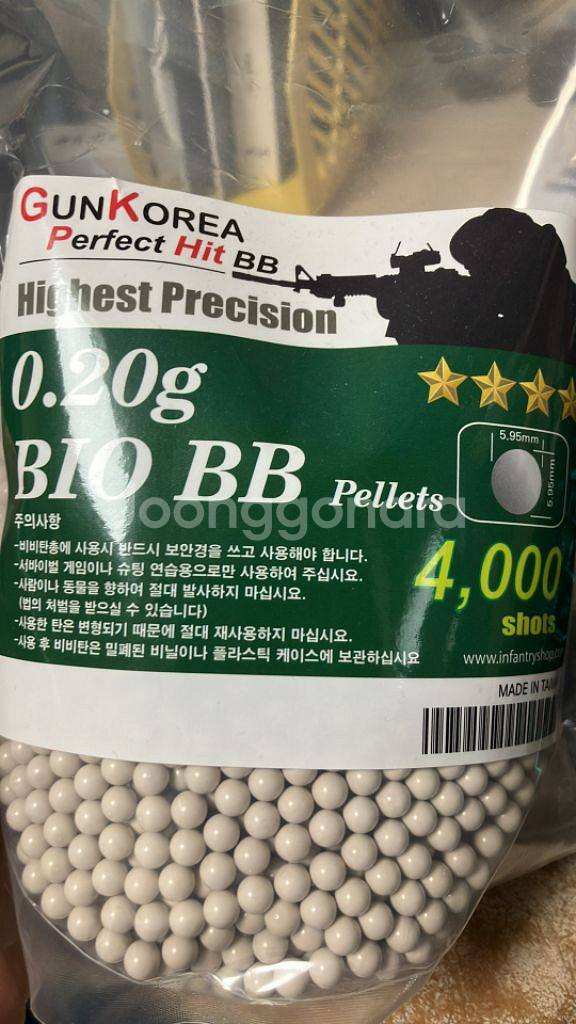 GUNKOREA
Perfect Hit BB
Highest Precision
0.20g
BIO BB Pellets
5.95mm
5.95mm
주의사항
-비비탄총에 사용시 반드시 보안경을 쓰고 사용해야 합니다.
-서바이벌 게임이나 슈팅 연습용으로만 사용하여 주십시요.
-사람이나 동물을 향하여 절대 발사하지 마십시요.
(법의 처벌을 받으실 수 있습니다)
-사용한 탄은 변형되기 때문에 절대 재사용하지 마십시요.
-사용 후 비비탄은 밀폐된 비닐이나 플라스틱 케이스에 보관하십시요
4,000
shots
www.infantryshop.co
MADE IN TAI
joonggonara